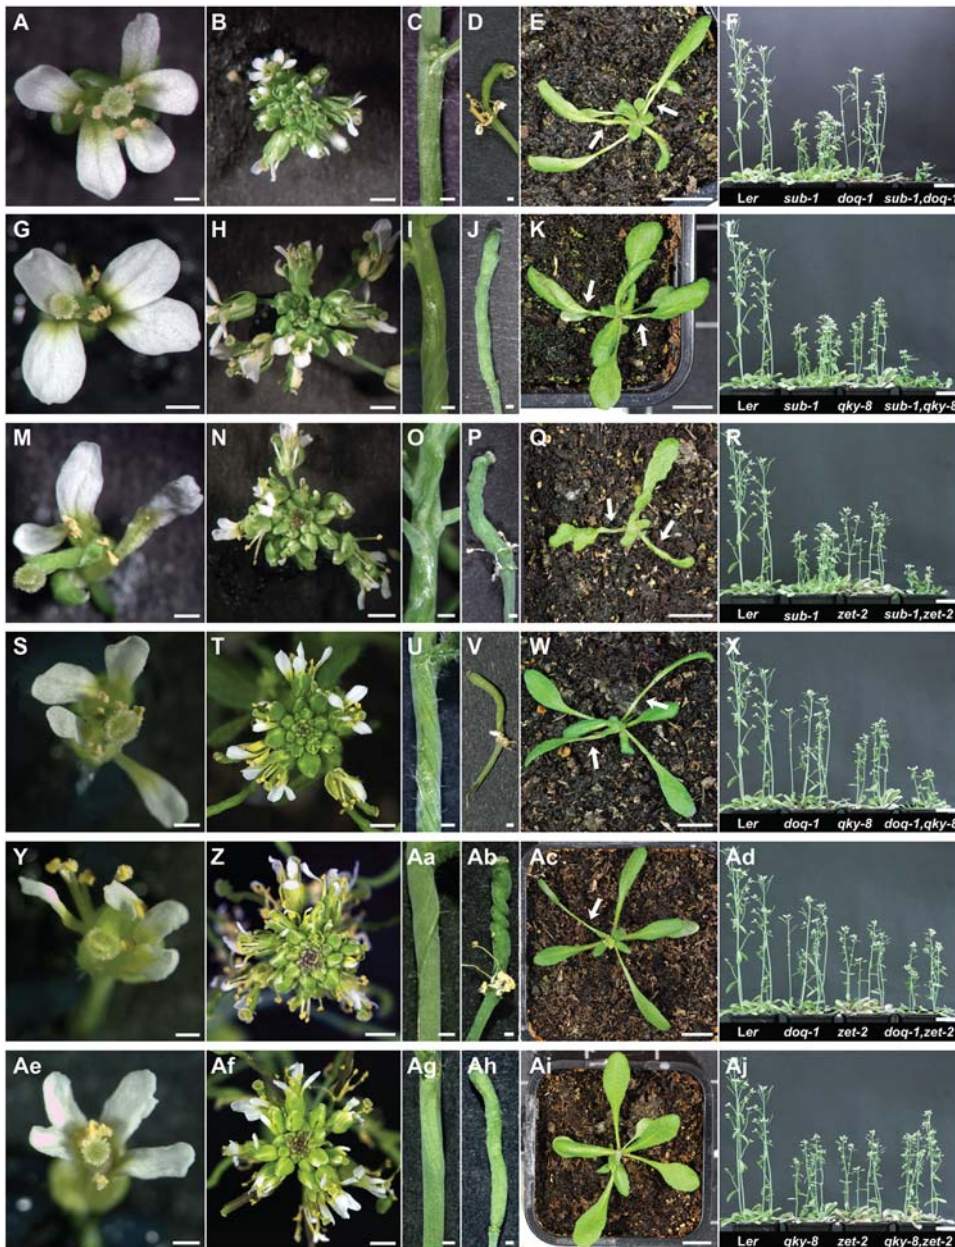 A B C D E F
Ler sub-1 doq-1 sub-1,doq-1
G H I J K L
Ler sub-1 qky-8 sub-1,qky-8
M N O P Q R
Ler sub-1 zet-2 sub-1,zet-2
S T U V W X
Ler doq-1 qky-8 doq-1,qky-8
Y Z Aa Ab Ac Ad
Ler doq-1 zet-2 doq-1,zet-2
Ae Af Ag Ah Ai Aj
Ler qky-8 zet-2 qky-8,zet-2